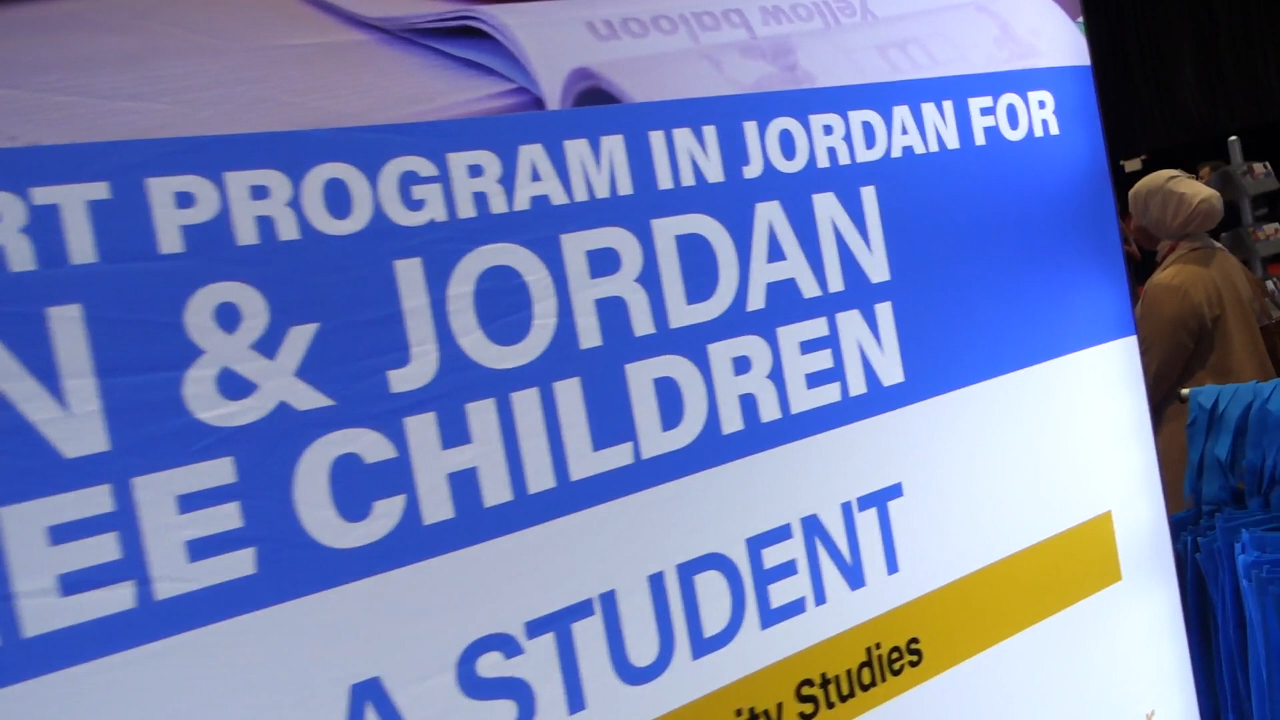 Yellow baloon
RT PROGRAM IN JORDAN FOR
N & JORDAN
EE CHILDREN
A STUDENT
ity Studies